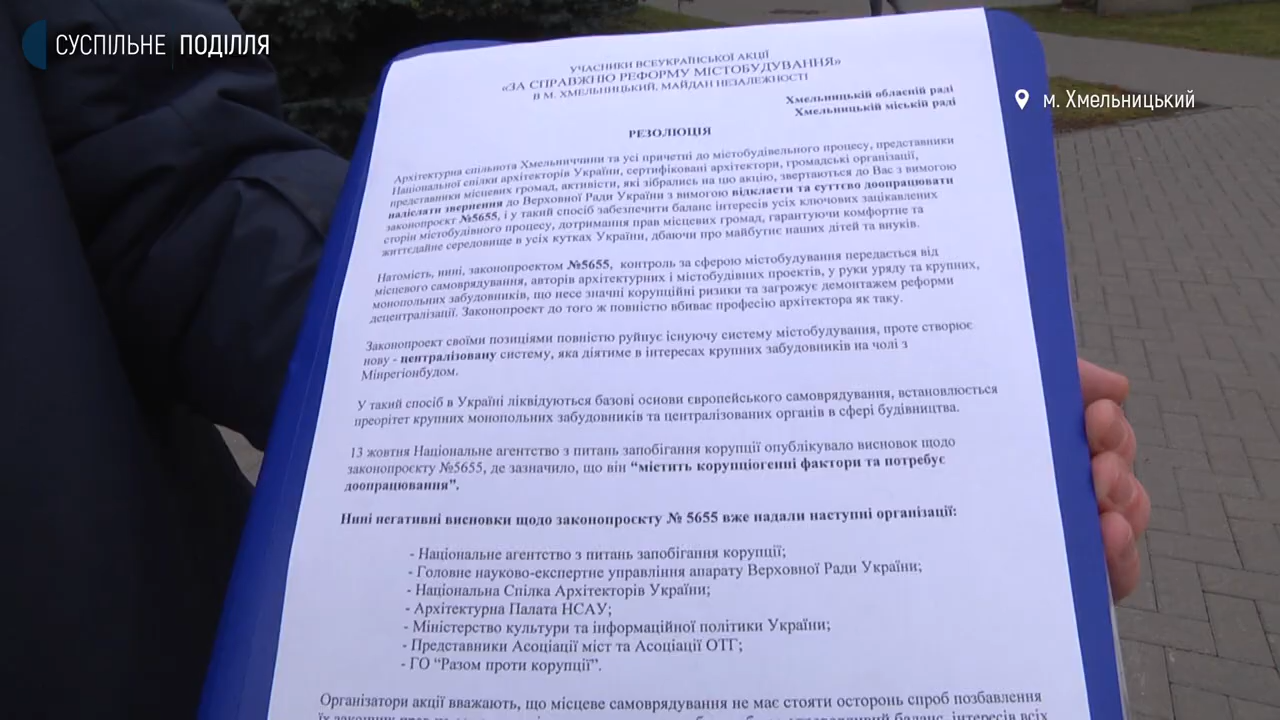 СУСПІЛЬНЕ ПОДІЛЛЯ
м. Хмельницький
УЧАСНИКИ ВСЕУКРАЇНСЬКОЇ АКЦІЇ
«ЗА СПРАВЖНЮ РЕФОРМУ МІСТОБУДУВАННЯ»
В М. ХМЕЛЬНИЦЬКИЙ, МАЙДАН НЕЗАЛЕЖНОСТІ
Хмельницькій обласній раді
Хмельницькій міській раді
РЕЗОЛЮЦІЯ
Архітектурна спільнота Хмельниччини та усі причетні до містобудівельного процесу, представники
Національної спілки архітекторів України, сертифіковані архітектори, громадські організації,
представники місцевих громад, активісти, які зібрались на цю акцію, звертаються до Вас з вимогою
надіслати звернення до Верховної Ради України з вимогою відкласти та суттєво доопрацювати
законопроєкт №5655, і у такий спосіб забезпечити баланс інтересів усіх ключових зацікавлених
сторін містобудівного процесу, дотримання прав місцевих громад, гарантуючи комфортне та
життєдайне середовище в усіх кутках України, дбаючи про майбутнє наших дітей та внуків.
Натомість, нині, законопроектом №5655, контроль за сферою містобудування передається від
місцевого самоврядування, авторів архітектурних і містобудівних проектів, у руки уряду та крупних,
монопольних забудовників, що несе значні корупційні ризики та загрожує демонтажем реформи
децентралізації. Законопроект до того ж повністю вбиває професію архітектора як таку.
Законопроект своїми позиціями повністю руйнує існуючу систему містобудування, проте створює
нову - централізовану систему, яка діятиме в інтересах крупних забудовників на чолі з
Мінрегіонбудом.
У такий спосіб в Україні ліквідуються базові основи європейського самоврядування, встановлюється
преорітет крупних монопольних забудовників та централізованих органів в сфері будівництва.
13 жовтня Національне агентство з питань запобігання корупції опублікувало висновок щодо
законопроєкту №5655, де зазначило, що він “містить корупціогенні фактори та потребує
доопрацювання”.
Нині негативні висновки щодо законопроєкту № 5655 вже надали наступні організації:
- Національне агентство з питань запобігання корупції;
- Головне науково-експертне управління апарату Верховної Ради України;
- Національна Спілка Архітекторів України;
- Архітектурна Палата НСАУ;
- Міністерство культури та інформаційної політики України;
- Представники Асоціації міст та Асоціації ОТГ;
- ГО “Разом проти корупції”.
Організатори акції вважають, що місцеве самоврядування не має стояти осторонь спроб позбавлення